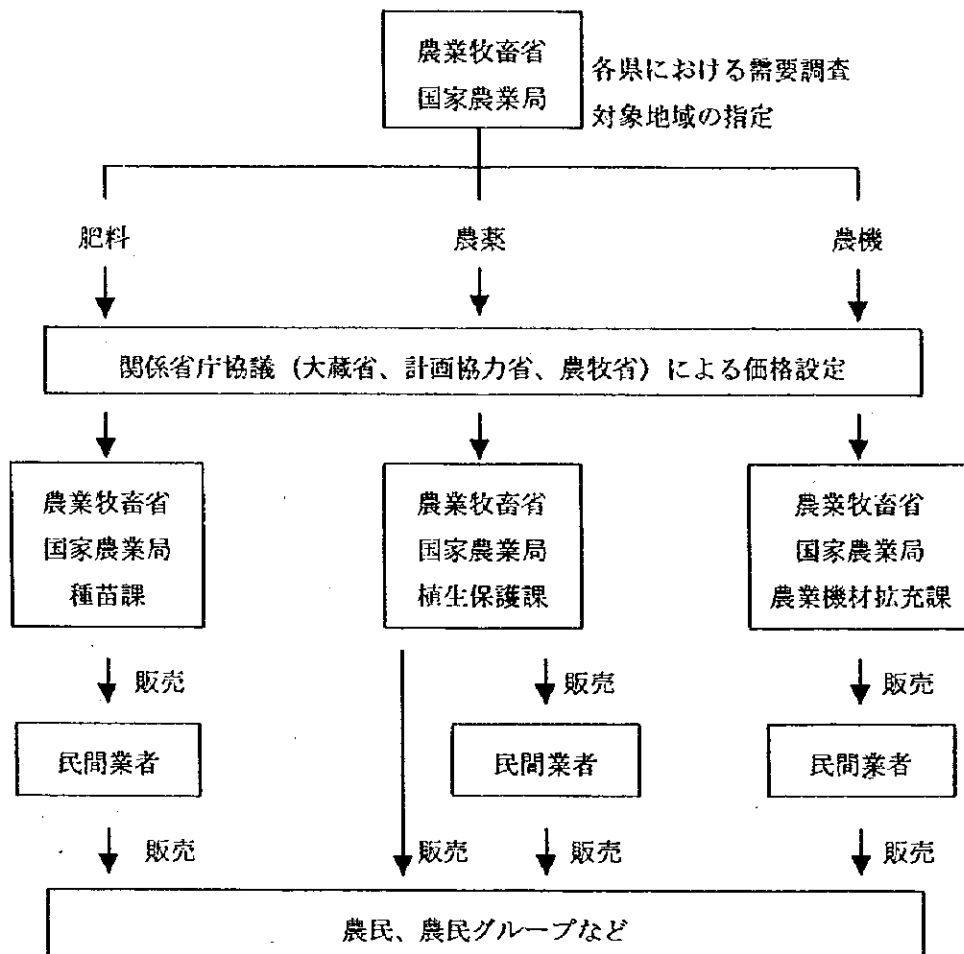 農業牧畜省
国家農業局
各県における需要調査
対象地域の指定
肥料
農薬
農機
関係省庁協議（大蔵省、計画協力省、農牧省）による価格設定
農業牧畜省
国家農業局
種苗課
農業牧畜省
国家農業局
植生保護課
農業牧畜省
国家農業局
農業機材拡充課
販売
販売
販売
民間業者
民間業者
民間業者
販売
販売
販売
販売
農民、農民グループなど